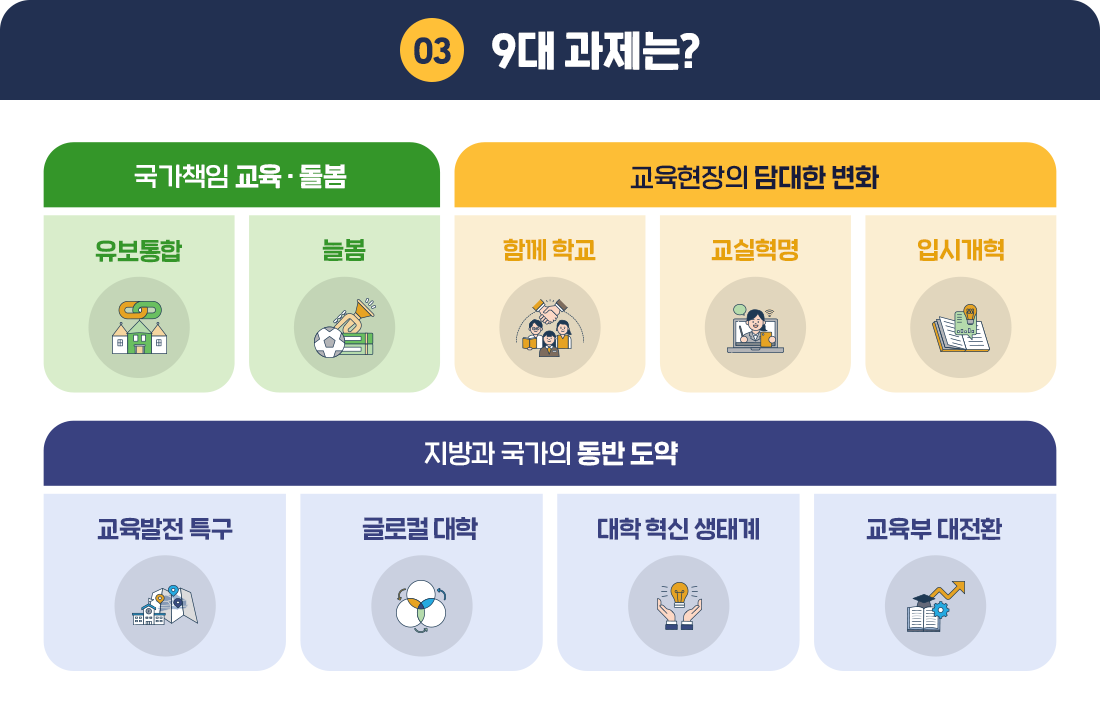 03 9대 과제는?
국가책임 교육 · 돌봄
유보통합
늘봄
교육현장의 담대한 변화
함께 학교
교실혁명
입시개혁
지방과 국가의 동반 도약
교육발전 특구
글로컬 대학
대학 혁신 생태계
교육부 대전환